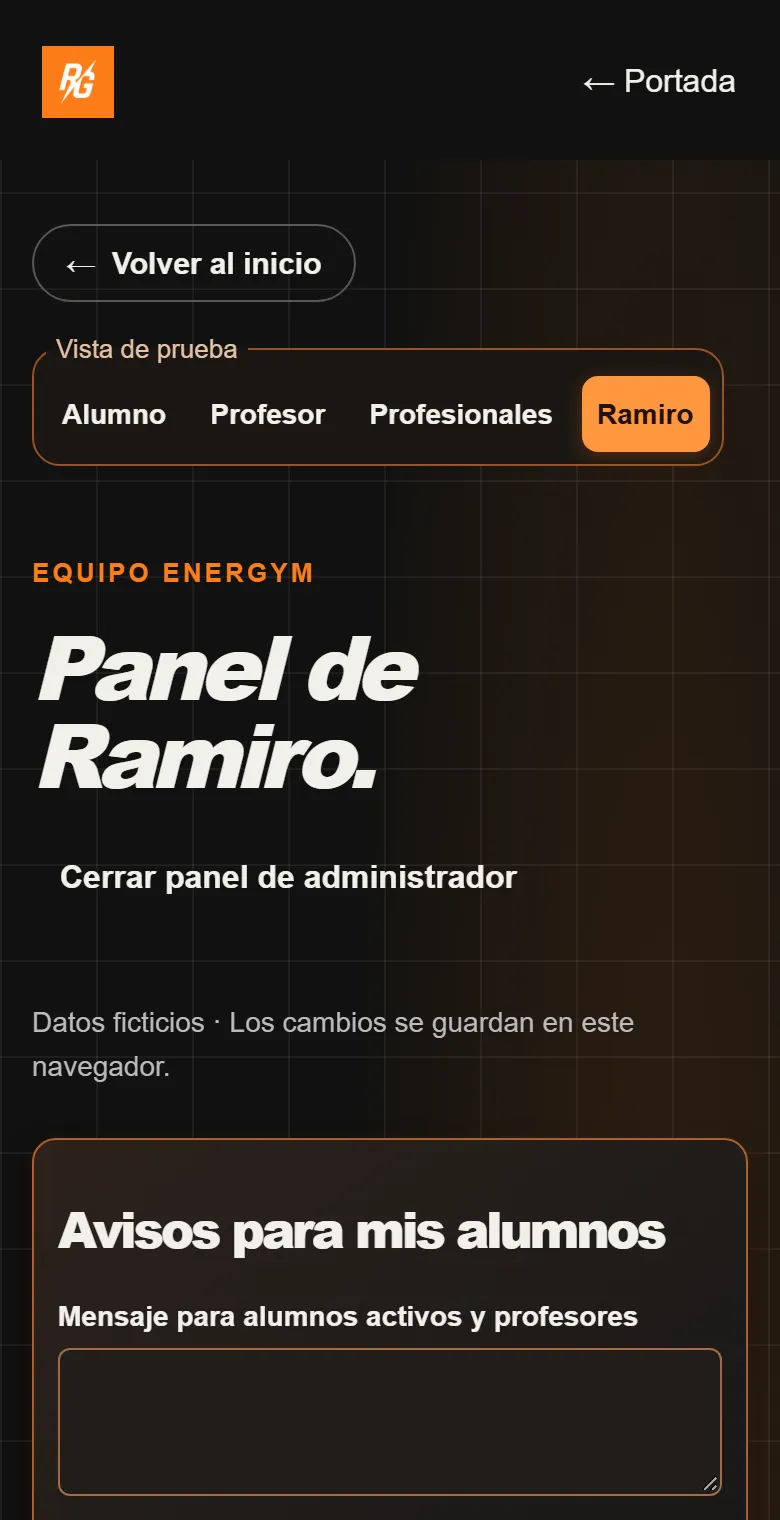 RG
← Portada
← Volver al inicio
Vista de prueba
Alumno Profesor Profesionales Ramiro
EQUIPO ENERGYM
Panel de
Ramiro.
Cerrar panel de administrador
Datos ficticios · Los cambios se guardan en este
navegador.
Avisos para mis alumnos
Mensaje para alumnos activos y profesores